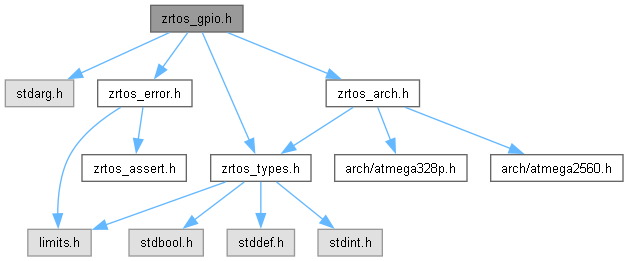 zrtos_gpio.h
stdarg.h
zrtos_error.h
zrtos_arch.h
zrtos_assert.h
zrtos_types.h
arch/atmega328p.h
arch/atmega2560.h
limits.h
stdbool.h
stddef.h
stdint.h